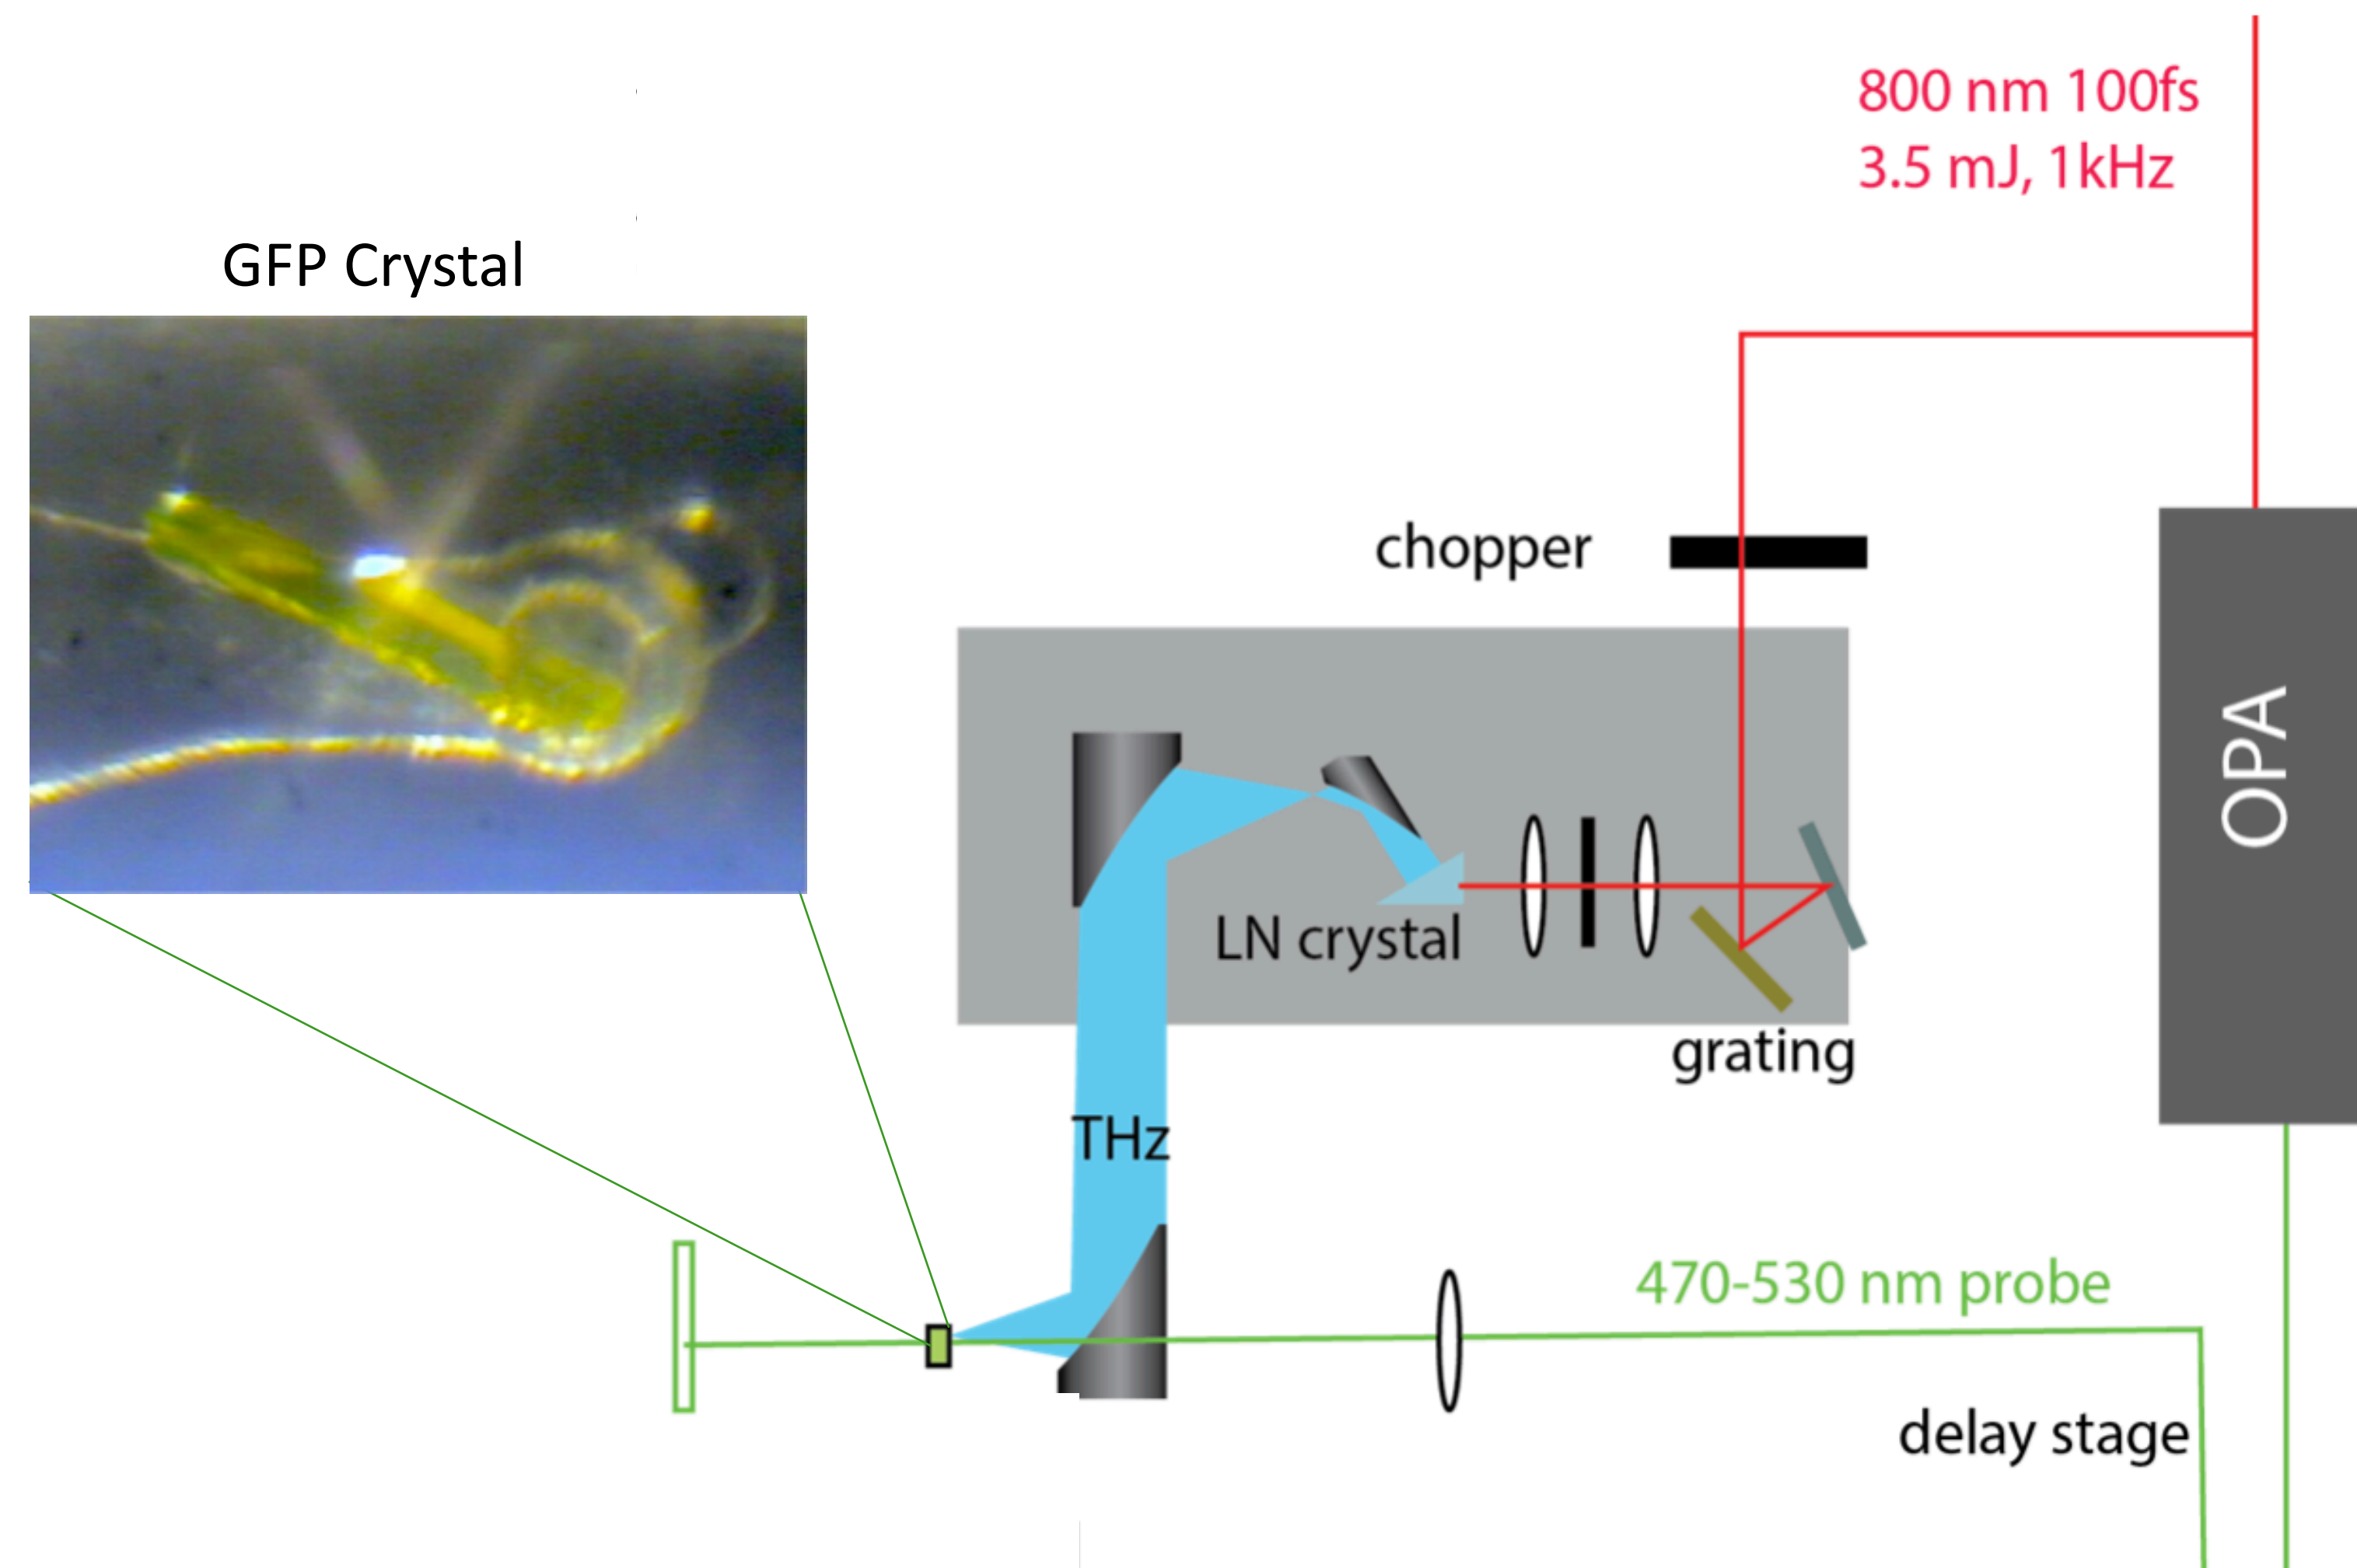 800 nm 100fs
3.5 mJ, 1kHz
GFP Crystal
chopper
OPA
LN crystal
grating
THz
470-530 nm probe
delay stage